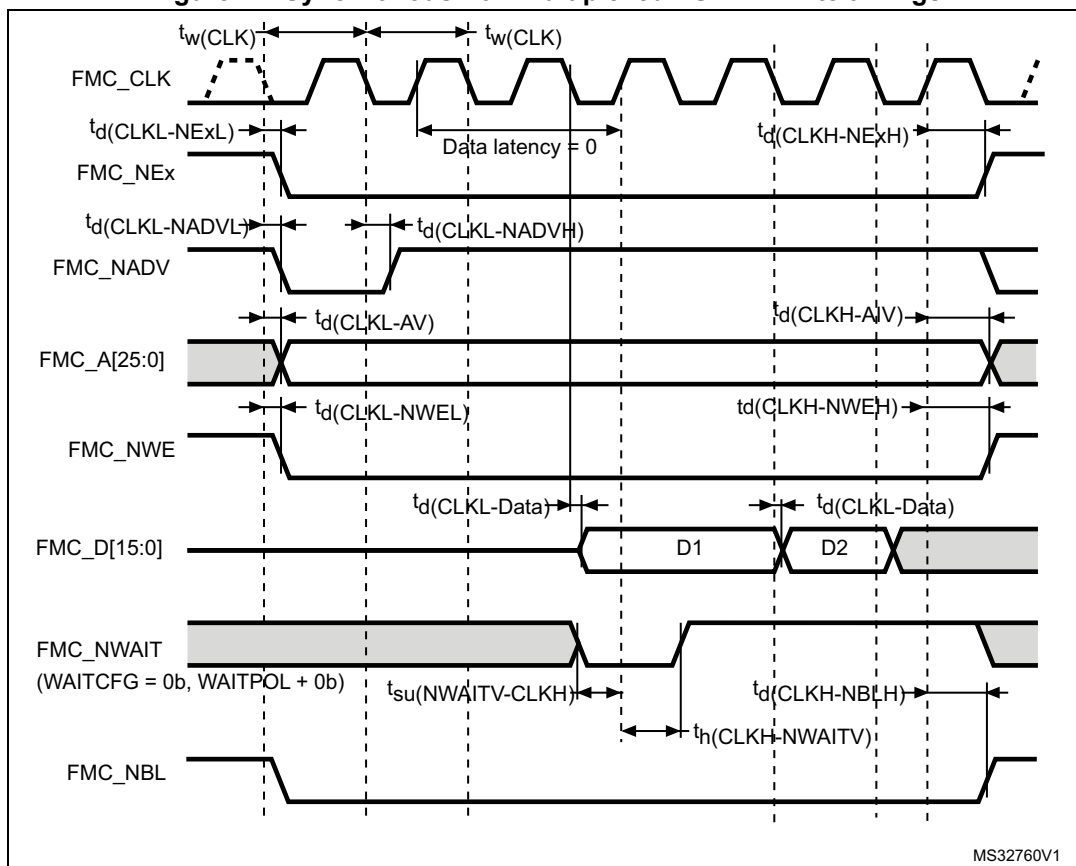 tw(CLK)
tw(CLK)
FMC_CLK
td(CLKL-NExL)
Data latency = 0
td(CLKH-NExH)
FMC_NEx
td(CLKL-NADVL)
td(CLKL-NADVH)
FMC_NADV
td(CLKL-AV)
td(CLKH-AIV)
FMC_A[25:0]
td(CLKL-NWEL)
td(CLKH-NWEH)
FMC_NWE
td(CLKL-Data)
td(CLKL-Data)
FMC_D[15:0]
D1
D2
FMC_NWAIT
(WAITCFG = 0b, WAITPOL + 0b)
tsu(NWAITV-CLKH)
td(CLKH-NBLH)
th(CLKH-NWAITV)
FMC_NBL
MS32760V1